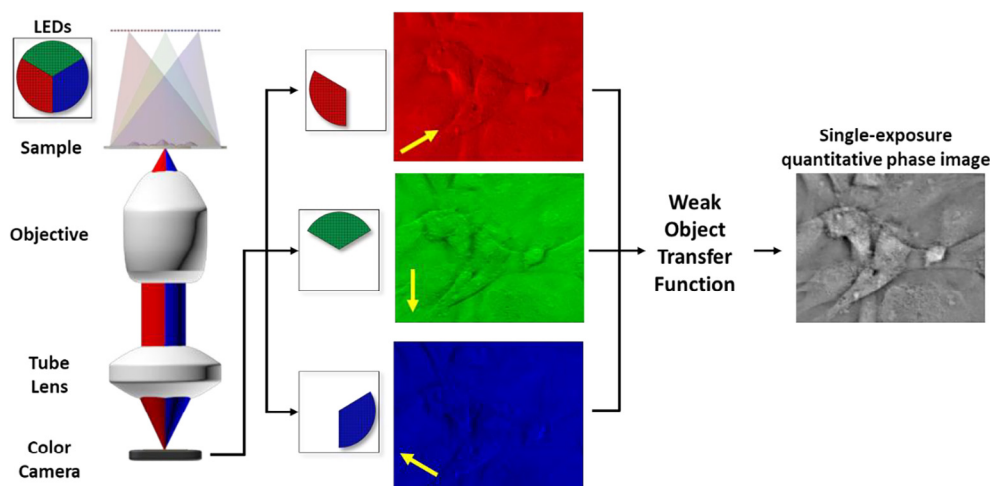 LEDs
Sample
Objective
Tube
Lens
Color
Camera
Weak
Object
Transfer
Function
Single-exposure
quantitative phase image